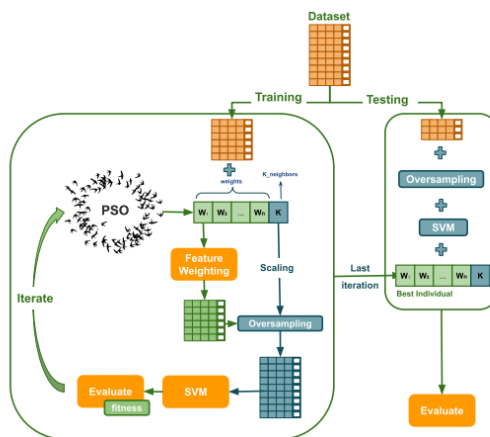 Dataset
Training
Testing
K_neighbors
weights
PSO
W₁ W₂ ... Wₙ K
Oversampling
SVM
Feature
Weighting
Scaling
Last
iteration
W₁ W₂ ... Wₙ K
Best Individual
Iterate
Oversampling
Evaluate
fitness
SVM
Evaluate